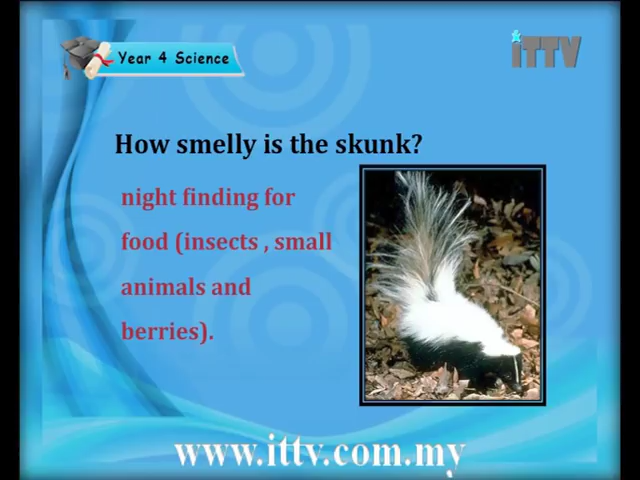 Year 4 Science
iTTV
How smelly is the skunk?
night finding for
food (insects , small
animals and
berries).
www.ittv.com.my